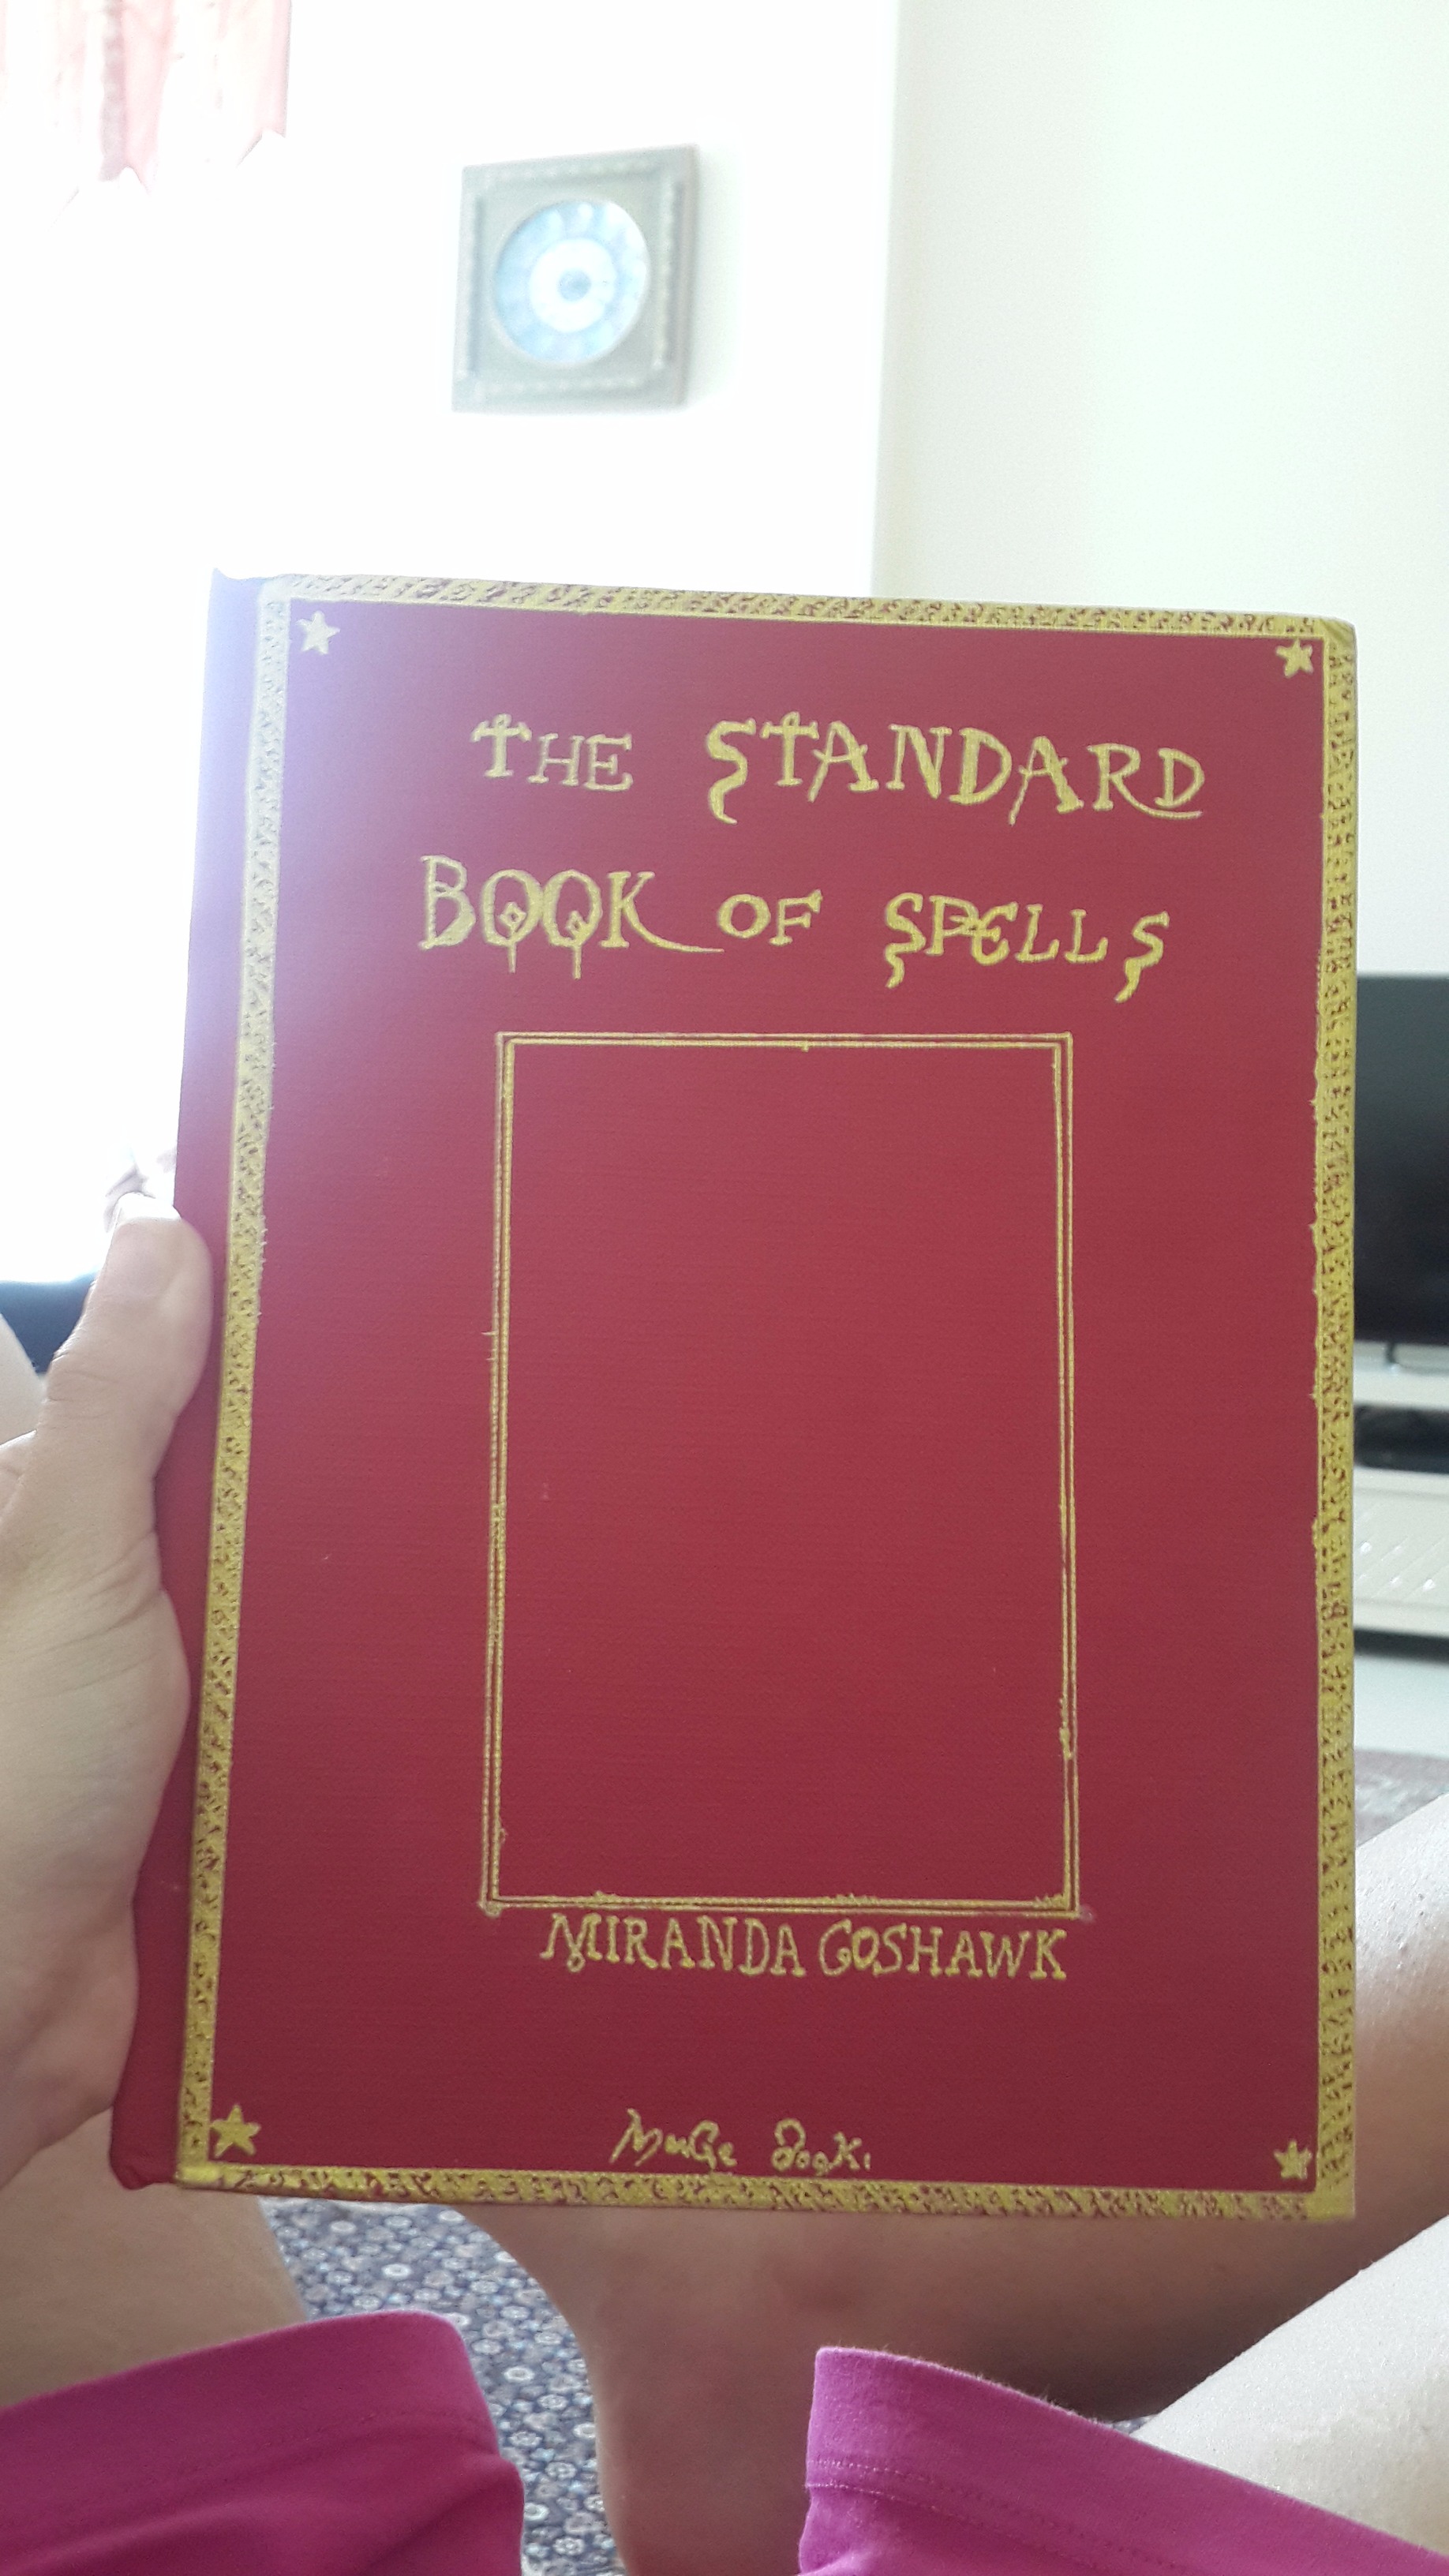 THE STANDARD
BOOK OF SPELLS
MIRANDA GOSHAWK